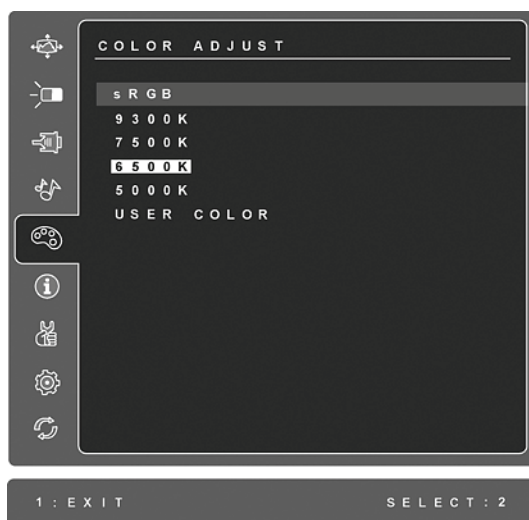 COLOR ADJUST
sRGB
9300K
7500K
6500K
5000K
USER COLOR
1:EXIT SELECT:2